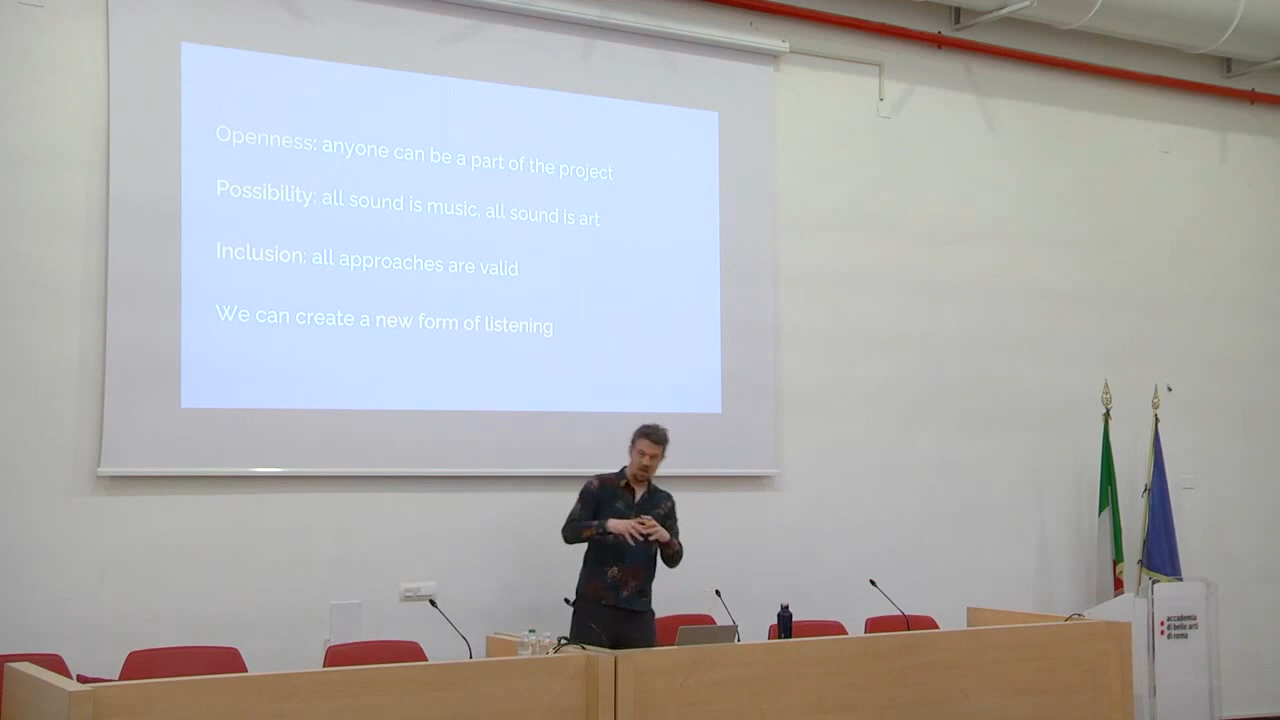 Openness: anyone can be a part of the project
Possibility: all sound is music, all sound is art
Inclusion: all approaches are valid
We can create a new form of listening
accademia
di belle arti
di roma